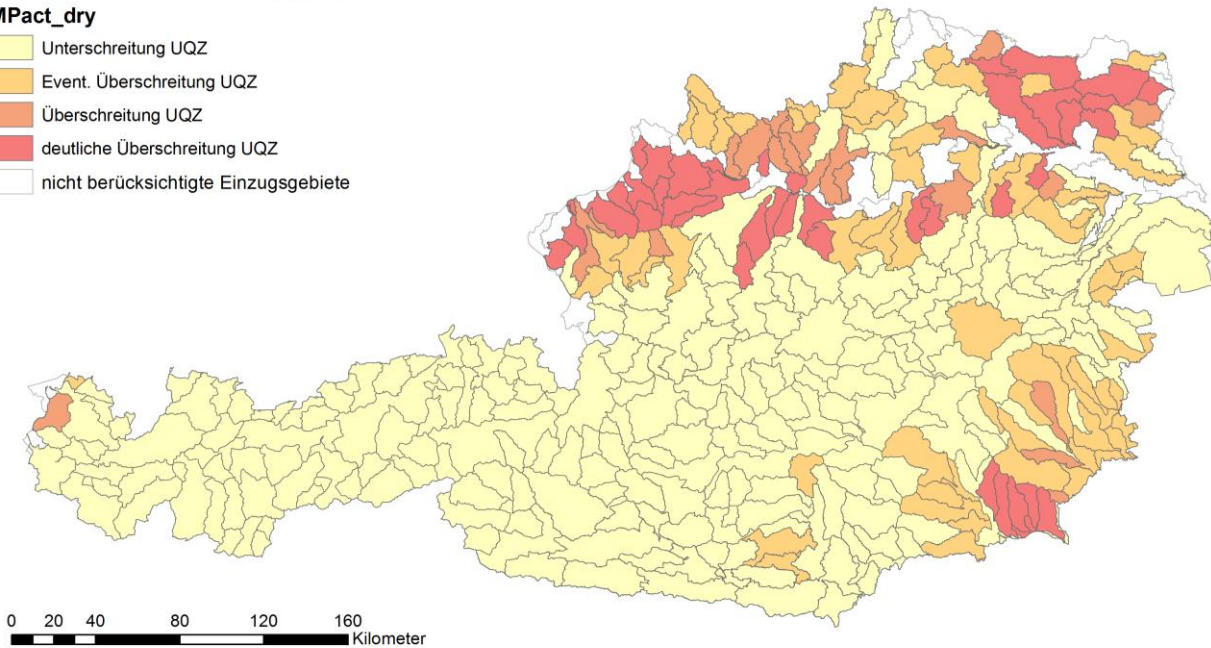 MPact_dry
Unterschreitung UQZ
Event. Überschreitung UQZ
Überschreitung UQZ
deutliche Überschreitung UQZ
nicht berücksichtigte Einzugsgebiete
0 20 40 80 120 160
Kilometer